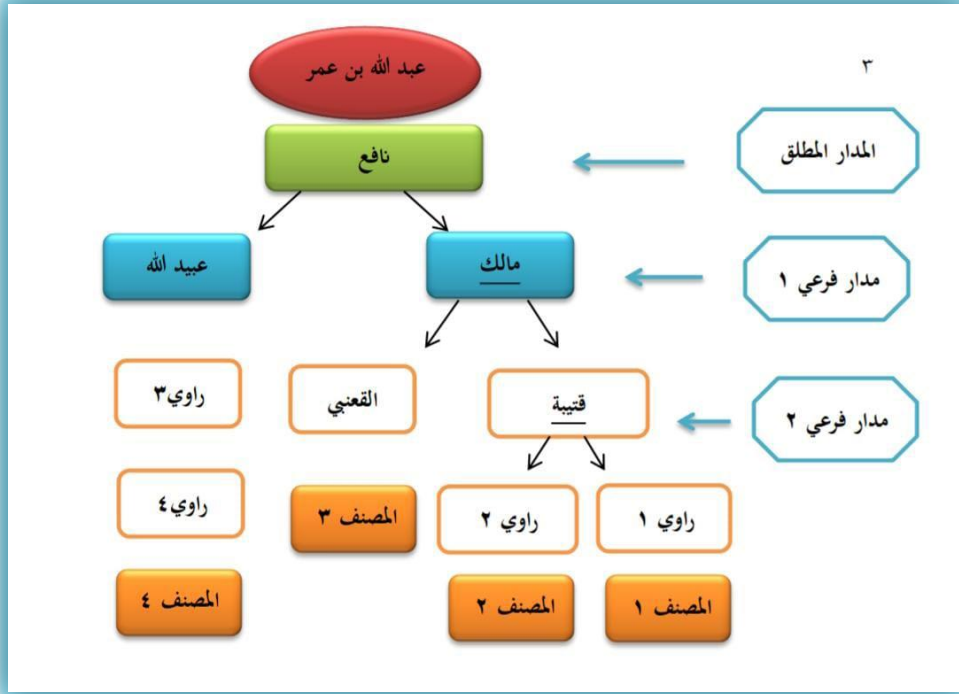 ٣
عبد الله بن عمر
المدار المطلق
نافع
مدار فرعي ١
مالك
عبيد الله
مدار فرعي ٢
قتيبة
القعنبي
راوي٣
راوي ١
راوي ٢
المصنف ٣
راوي٤
المصنف ١
المصنف ٢
المصنف ٤